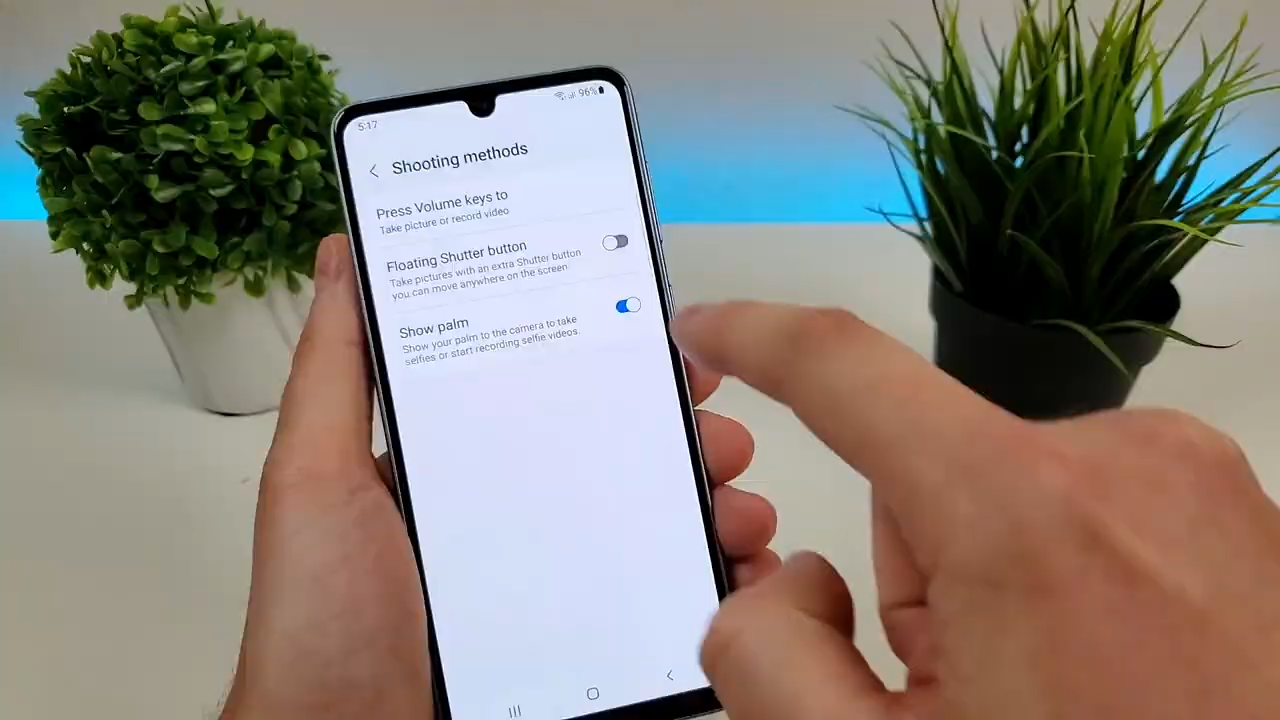 5:17
96%
Shooting methods
Press Volume keys to
Take picture or record video
Floating Shutter button
Take pictures with an extra Shutter button
you can move anywhere on the screen.
Show palm
Show your palm to the camera to take
selfies or start recording selfie videos.